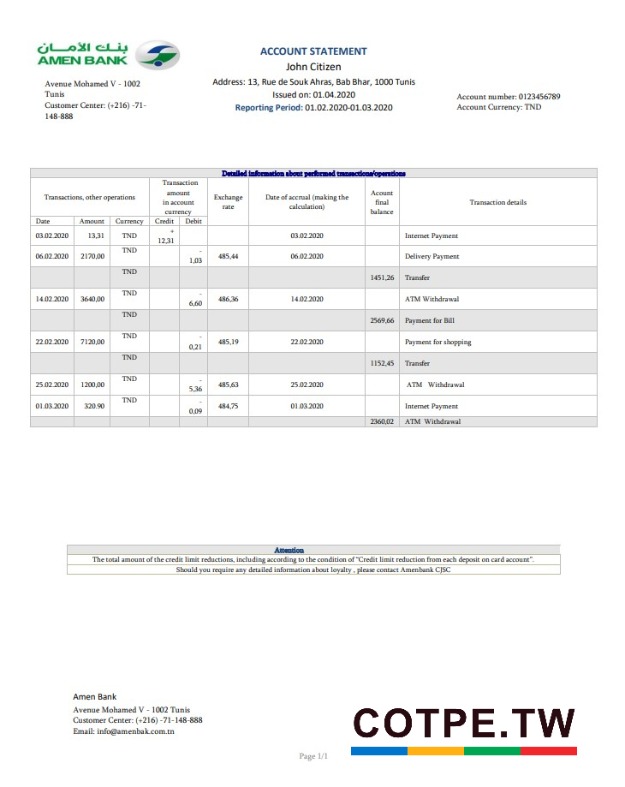 بنك الأمان
AMEN BANK
Avenue Mohamed V - 1002
Tunis
Customer Center: (+216) -71-
148-888
ACCOUNT STATEMENT
John Citizen
Address: 13, Rue de Souk Ahras, Bab Bhar, 1000 Tunis
Issued on: 01.04.2020
Reporting Period: 01.02.2020-01.03.2020
Account number: 0123456789
Account Currency: TND
Detailed information about performed transactions/operations
Transactions, other operations
Transaction
amount
in account
currency
Exchange
rate
Date of accrual (making the
calculation)
Acount
final
balance
Transaction details
Date Amount Currency Credit Debit
03.02.2020 13,31 TND + 12,31 03.02.2020 Internet Payment
06.02.2020 2170,00 TND - 1,03 485,44 06.02.2020 Delivery Payment
TND 1451,26 Transfer
14.02.2020 3640,00 TND - 6,60 486,36 14.02.2020 ATM Withdrawal
TND 2569,66 Payment for Bill
22.02.2020 7120,00 TND - 0,21 485,19 22.02.2020 Payment for shopping
TND 1152,45 Transfer
25.02.2020 1200,00 TND - 5,36 485,63 25.02.2020 ATM Withdrawal
01.03.2020 320.90 TND - 0,09 484,75 01.03.2020 Internet Payment
2360,02 ATM Withdrawal
Attention
The total amount of the credit limit reductions, including according to the condition of "Credit limit reduction from each deposit on card account".
Should you require any detailed information about loyalty , please contact Amenbank CJSC
Amen Bank
Avenue Mohamed V - 1002 Tunis
Customer Center: (+216) -71-148-888
Email: info@amenbak.com.tn
COTPE.TW
Page 1/1